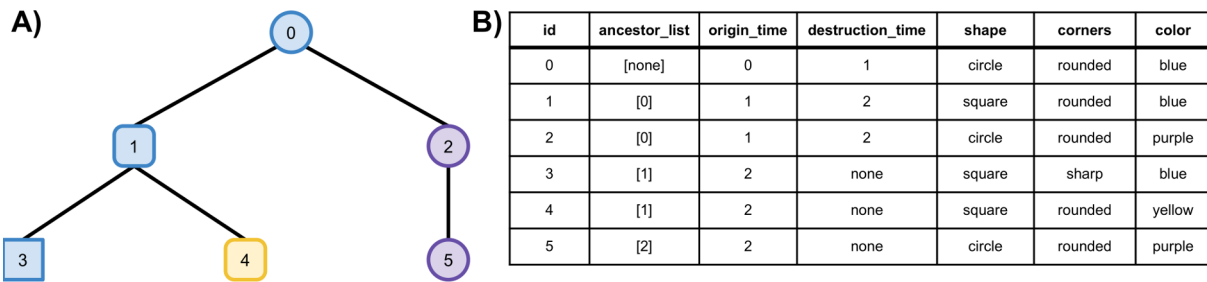 A)
0
1
2
3
4
5
B)
id ancestor_list origin_time destruction_time shape corners color
0 [none] 0 1 circle rounded blue
1 [0] 1 2 square rounded blue
2 [0] 1 2 circle rounded purple
3 [1] 2 none square sharp blue
4 [1] 2 none square rounded yellow
5 [2] 2 none circle rounded purple